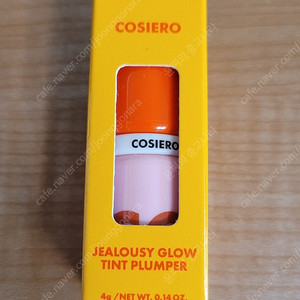 COSIERO
COSIERO
JEALOUSY GLOW
TINT PLUMPER
4g/NET WT. 0.14 OZ.